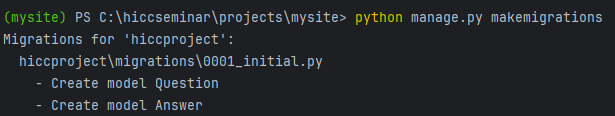 (mysite) PS C:\hiccseminar\projects\mysite> python manage.py makemigrations
Migrations for 'hiccproject':
  hiccproject\migrations\0001_initial.py
    - Create model Question
    - Create model Answer